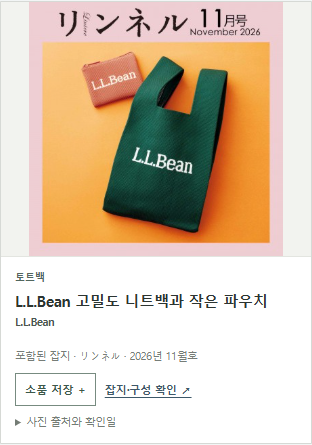 リンネル 11月号
November 2026
L.L.Bean
L.L.Bean
토트백
L.L.Bean 고밀도 니트백과 작은 파우치
L.L.Bean
포함된 잡지 · リンネル · 2026년 11월호
소품 저장 +
잡지·구성 확인 ↗
▶ 사진 출처와 확인일